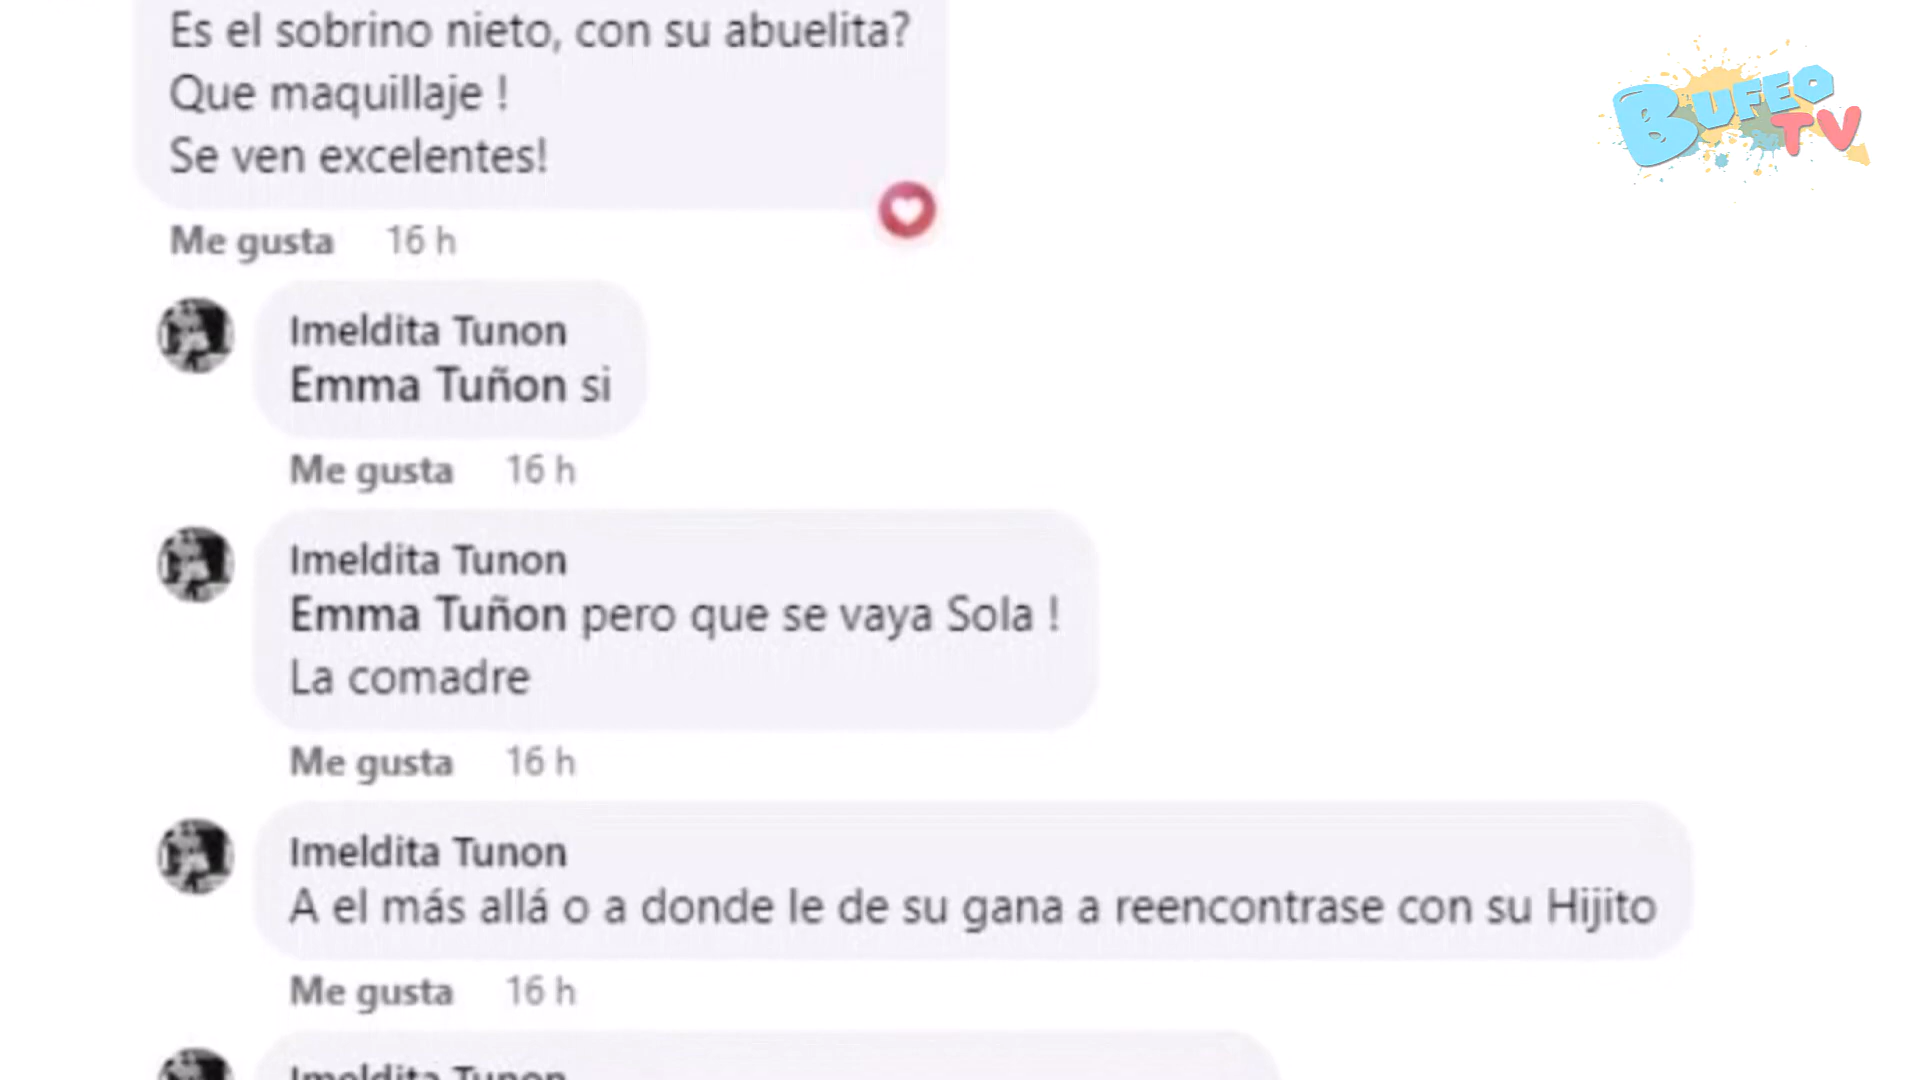 Es el sobrino nieto, con su abuelita?
Que maquillaje !
Se ven excelentes!
Me gusta 16 h
Imeldita Tunon
Emma Tuñon si
Me gusta 16 h
Imeldita Tunon
Emma Tuñon pero que se vaya Sola !
La comadre
Me gusta 16 h
Imeldita Tunon
A el más allá o a donde le de su gana a reencontrase con su Hijito
Me gusta 16 h
Imeldita Tunon
BUFEO
TV